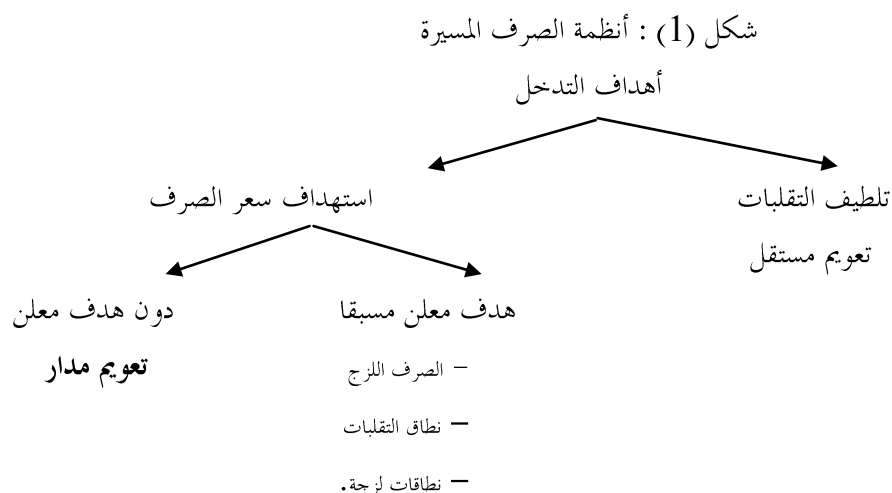 شكل (1) : أنظمة الصرف المسيرة
أهداف التدخل
تلطيف التقلبات
تعويم مستقل
استهداف سعر الصرف
هدف معلن مسبقا
– الصرف اللزج
– نطاق التقلبات
– نطاقات لزجة.
دون هدف معلن
تعويم مدار